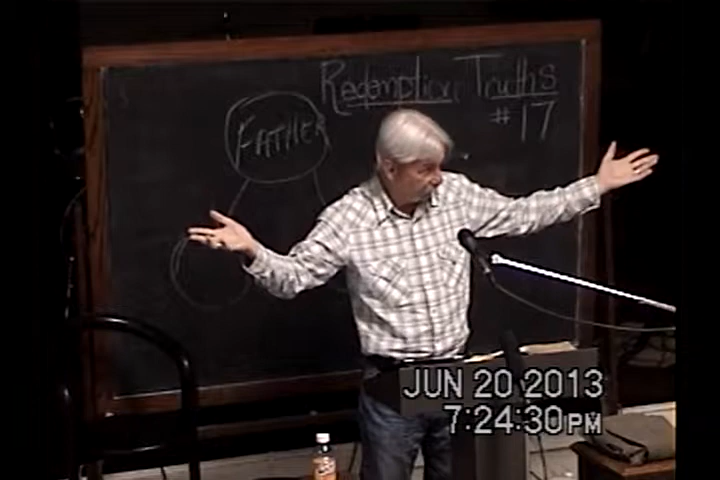 Redemption Truths
#17
FATHER
JUN 20 2013
7:24:30PM